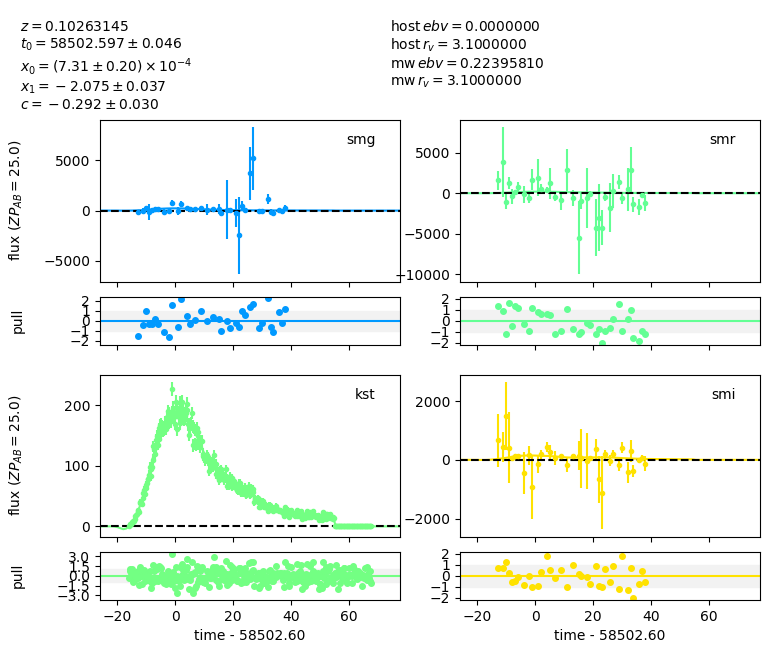 z = 0.10263145
t₀ = 58502.597 ± 0.046
x₀ = (7.31 ± 0.20) × 10⁻⁴
x₁ = −2.075 ± 0.037
c = −0.292 ± 0.030
host ebv = 0.0000000
host r_v = 3.1000000
mw ebv = 0.22395810
mw r_v = 3.1000000
smg
flux (ZP_AB = 25.0)
5000
0
−5000
smr
5000
0
−5000
−10000
pull
2
1
0
−1
−2
2
1
0
−1
−2
kst
flux (ZP_AB = 25.0)
200
100
0
smi
2000
0
−2000
pull
3.0
1.5
0.0
−1.5
−3.0
−20 0 20 40 60
time - 58502.60
2
1
0
−1
−2
−20 0 20 40 60
time - 58502.60